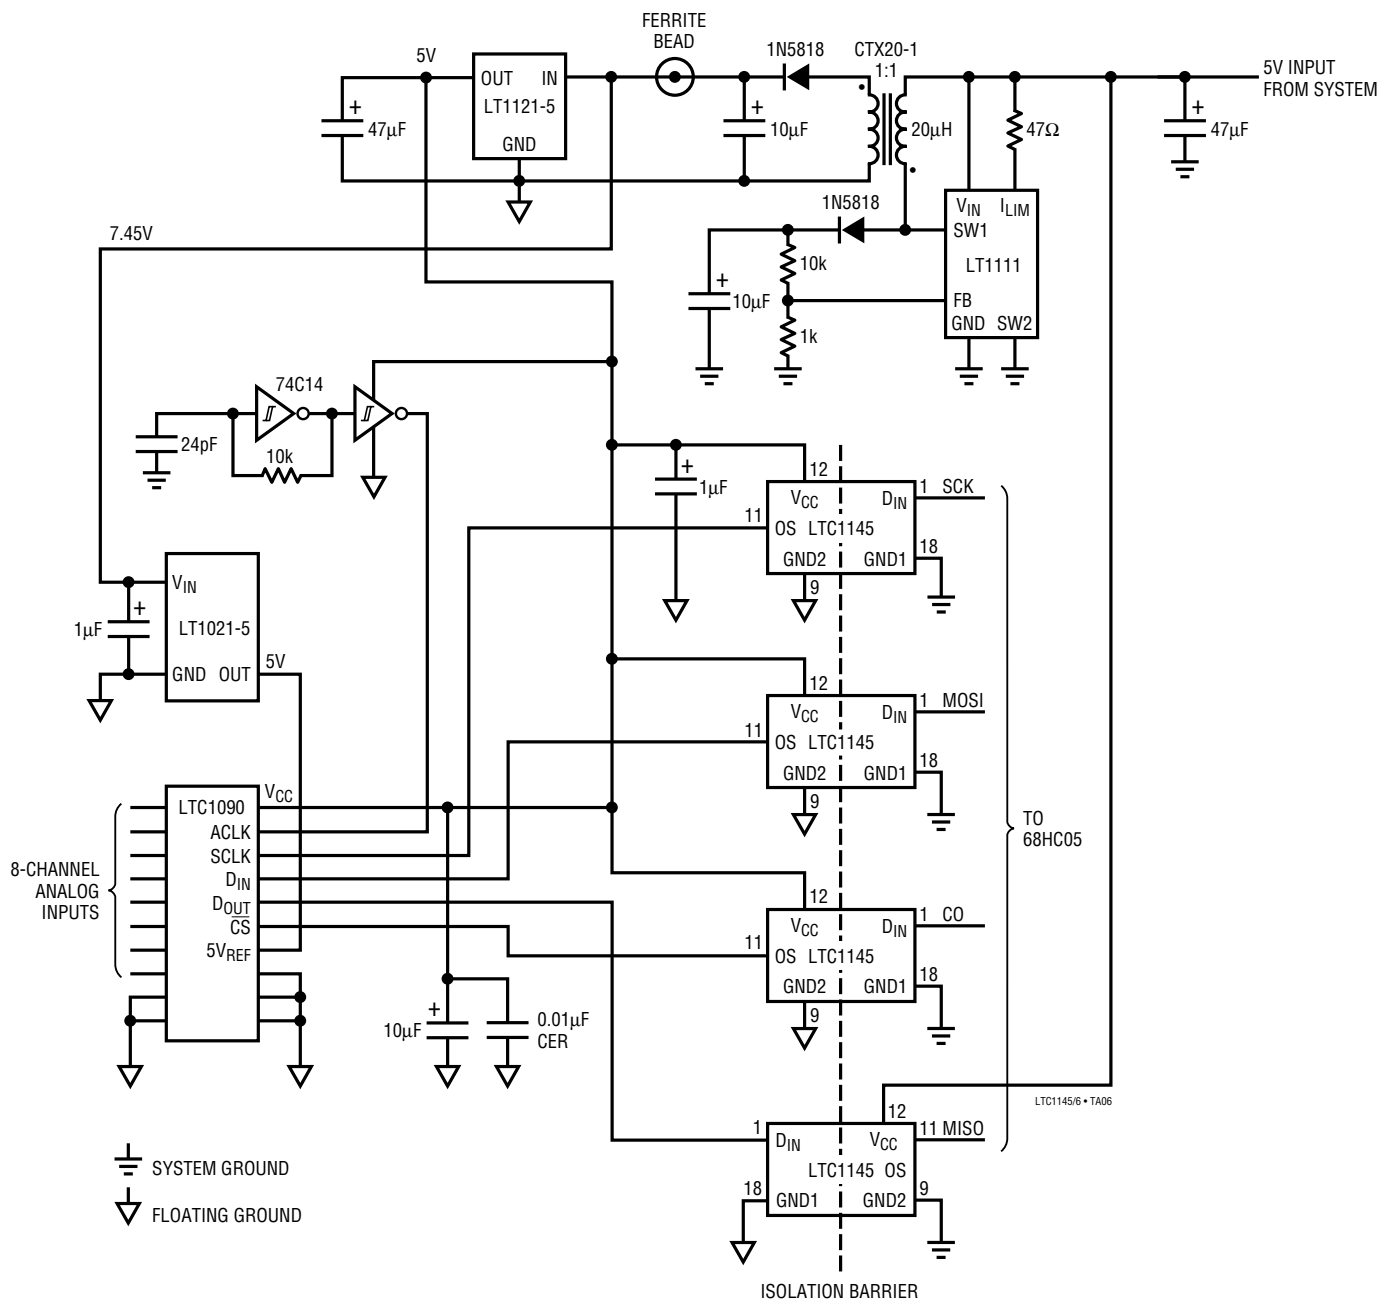 FERRITE
BEAD
1N5818
CTX20-1
1:1
5V
OUT IN
LT1121-5
GND
+
47µF
+
10µF
20µH
47Ω
+
47µF
5V INPUT
FROM SYSTEM
7.45V
1N5818
VIN ILIM
SW1
LT1111
FB
GND SW2
10k
+
10µF
1k
74C14
24pF
10k
+
1µF
12
VCC DIN
1 SCK
11
OS LTC1145
GND2 GND1
18
9
VIN
+
1µF
LT1021-5
GND OUT
5V
12
VCC DIN
1 MOSI
11
OS LTC1145
GND2 GND1
18
9
TO
68HC05
8-CHANNEL
ANALOG
INPUTS
LTC1090
VCC
ACLK
SCLK
DIN
DOUT
CS
5VREF
12
VCC DIN
1 CO
11
OS LTC1145
GND2 GND1
18
9
+
10µF
0.01µF
CER
LTC1145/6 • TA06
12
1
DIN VCC
11 MISO
LTC1145 OS
18
GND1 GND2
9
SYSTEM GROUND
FLOATING GROUND
ISOLATION BARRIER